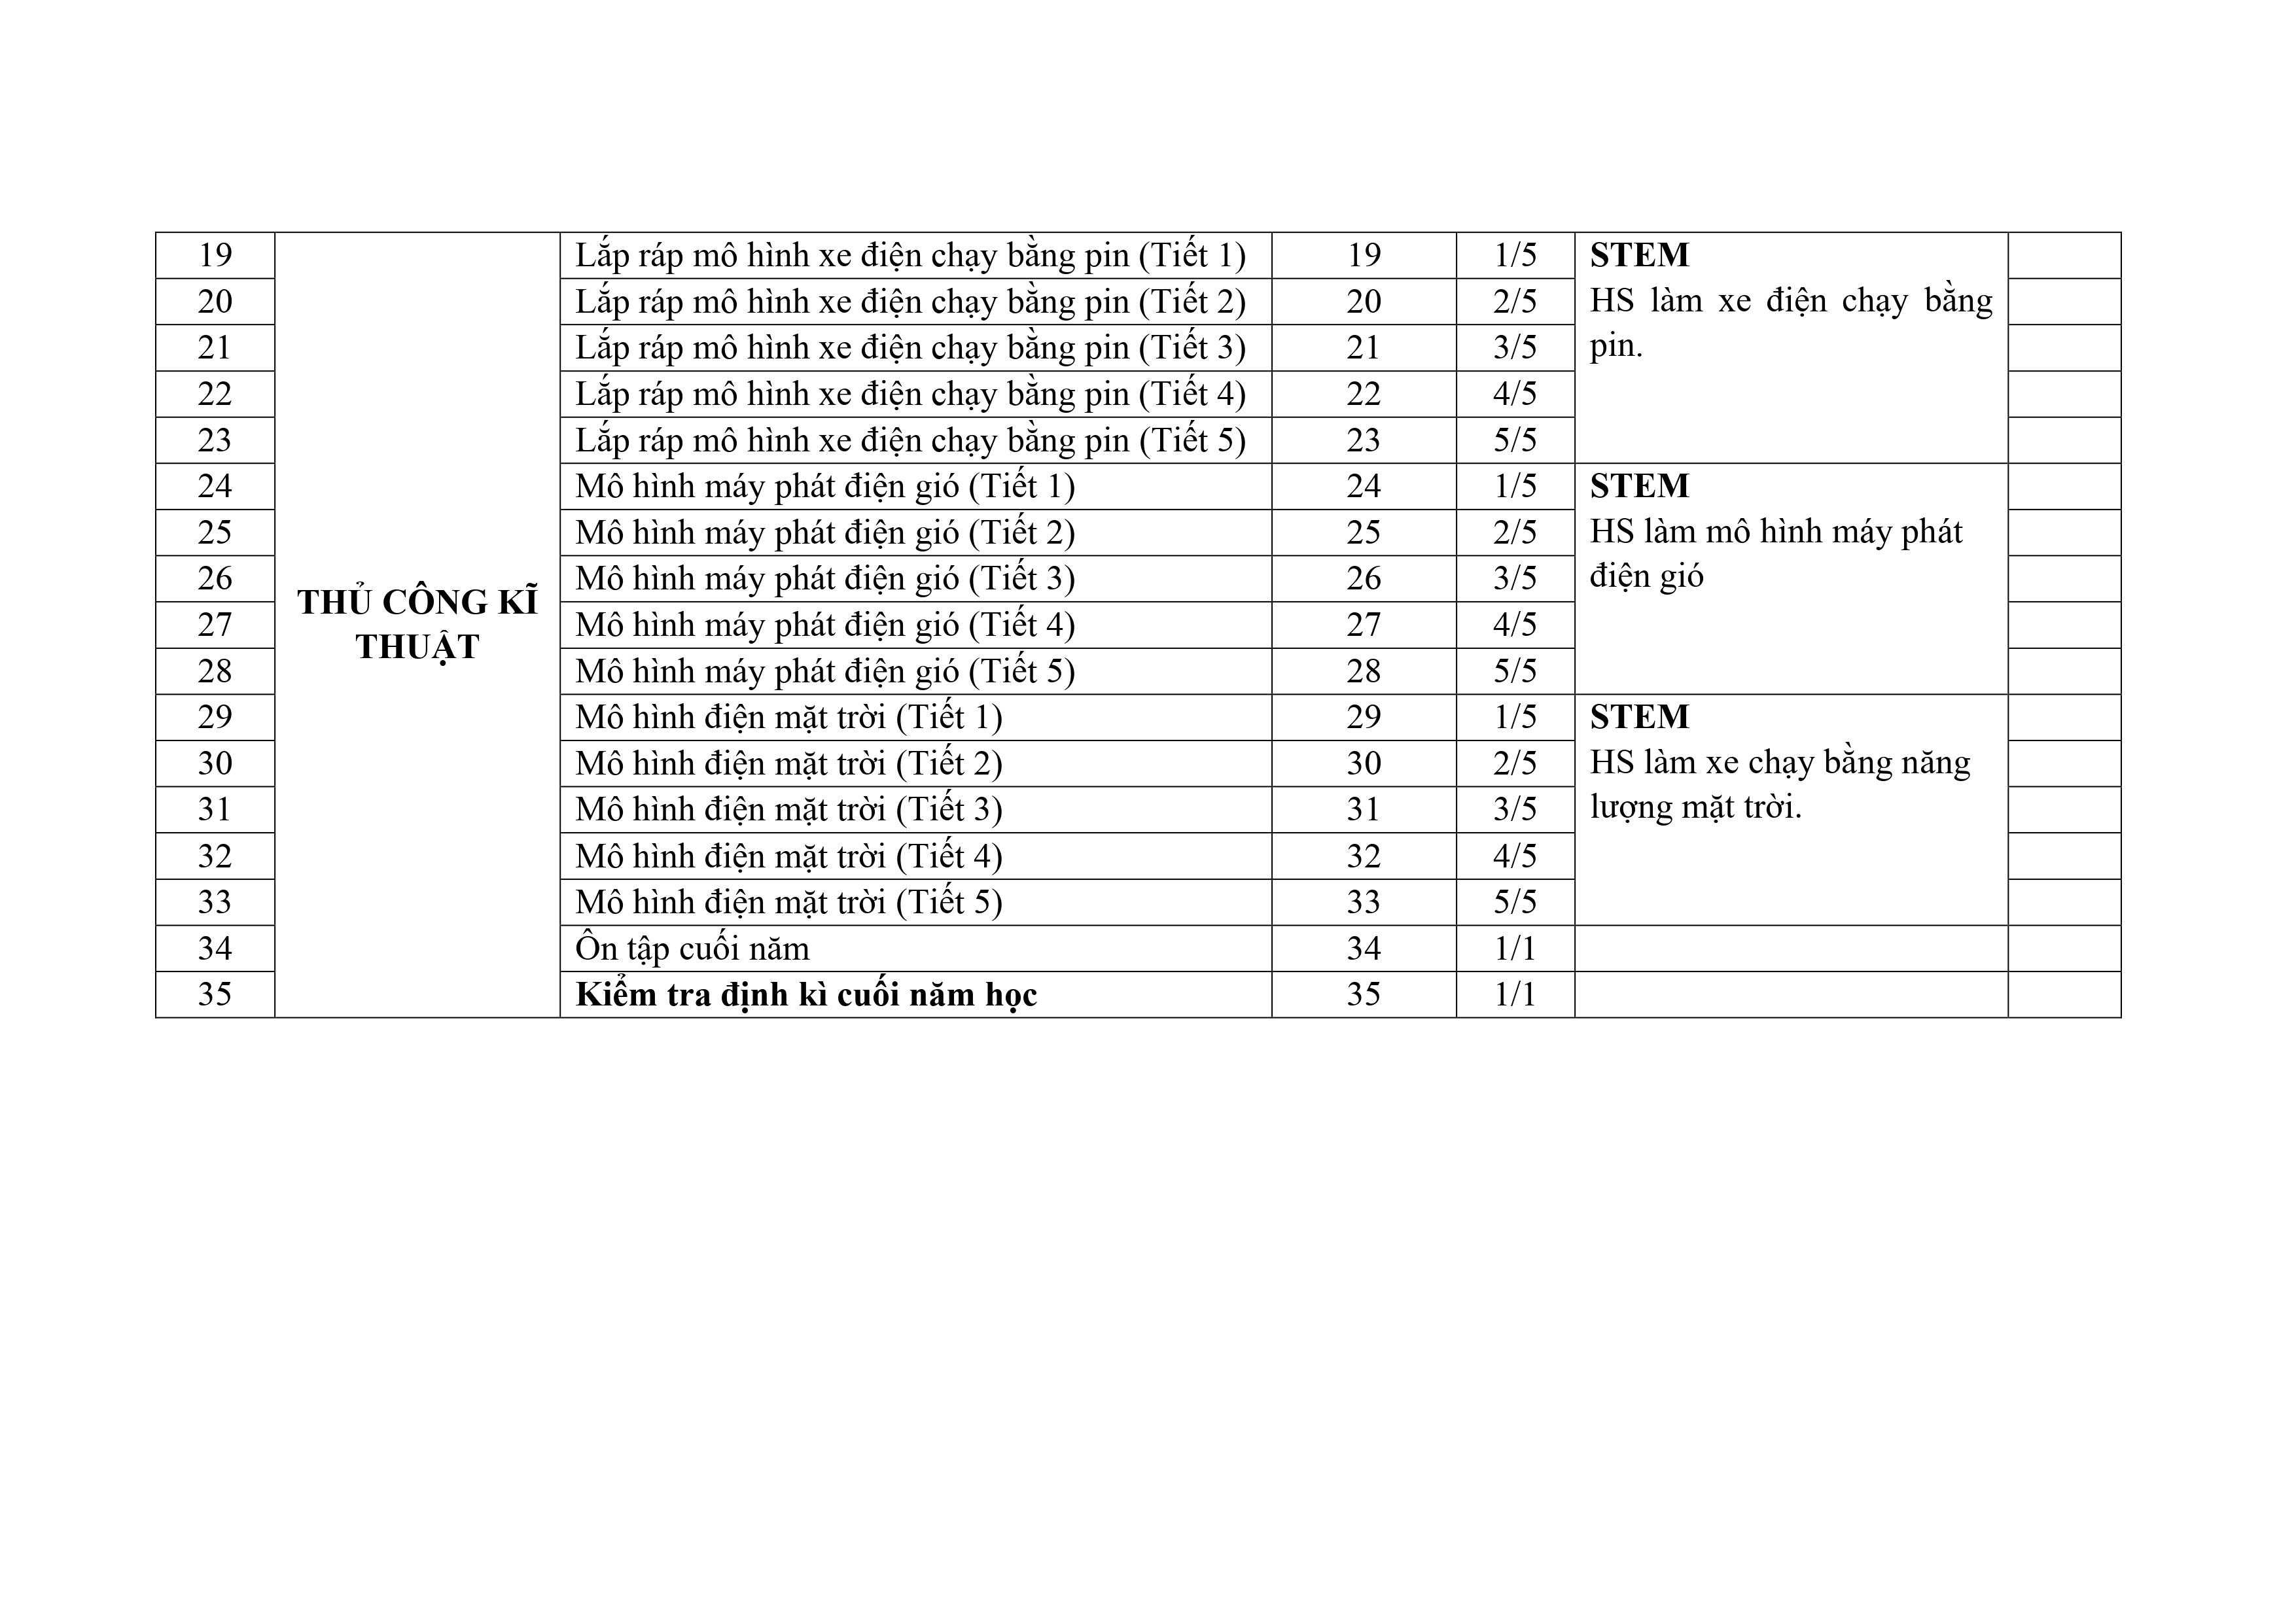 19 Lắp ráp mô hình xe điện chạy bằng pin (Tiết 1) 19 1/5 STEM
20 Lắp ráp mô hình xe điện chạy bằng pin (Tiết 2) 20 2/5 HS làm xe điện chạy bằng
21 Lắp ráp mô hình xe điện chạy bằng pin (Tiết 3) 21 3/5 pin.
22 Lắp ráp mô hình xe điện chạy bằng pin (Tiết 4) 22 4/5
23 Lắp ráp mô hình xe điện chạy bằng pin (Tiết 5) 23 5/5
24 Mô hình máy phát điện gió (Tiết 1) 24 1/5 STEM
25 Mô hình máy phát điện gió (Tiết 2) 25 2/5 HS làm mô hình máy phát
26 Mô hình máy phát điện gió (Tiết 3) 26 3/5 điện gió
THỦ CÔNG KĨ
27 Mô hình máy phát điện gió (Tiết 4) 27 4/5
THUẬT
28 Mô hình máy phát điện gió (Tiết 5) 28 5/5
29 Mô hình điện mặt trời (Tiết 1) 29 1/5 STEM
30 Mô hình điện mặt trời (Tiết 2) 30 2/5 HS làm xe chạy bằng năng
31 Mô hình điện mặt trời (Tiết 3) 31 3/5 lượng mặt trời.
32 Mô hình điện mặt trời (Tiết 4) 32 4/5
33 Mô hình điện mặt trời (Tiết 5) 33 5/5
34 Ôn tập cuối năm 34 1/1
35 Kiểm tra định kì cuối năm học 35 1/1